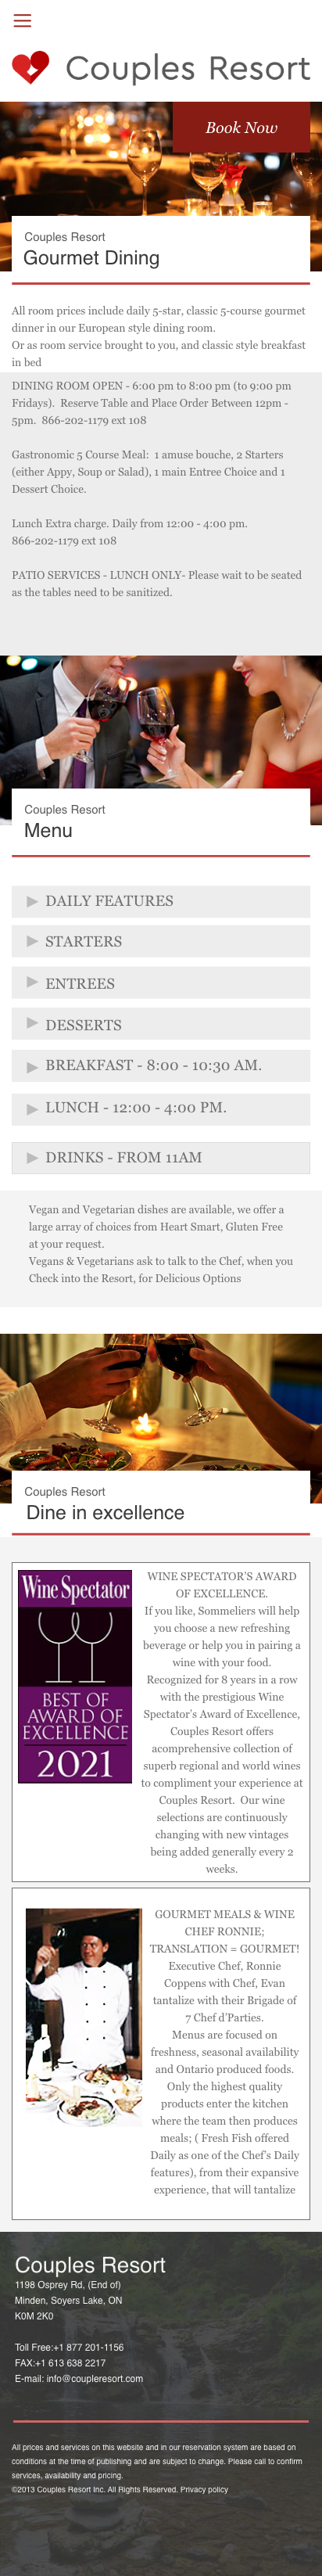 Couples Resort
Book Now
Couples Resort
Gourmet Dining
All room prices include daily 5-star, classic 5-course gourmet
dinner in our European style dining room.
Or as room service brought to you, and classic style breakfast
in bed
DINING ROOM OPEN - 6:00 pm to 8:00 pm (to 9:00 pm
Fridays).  Reserve Table and Place Order Between 12pm -
5pm.  866-202-1179 ext 108
Gastronomic 5 Course Meal:  1 amuse bouche, 2 Starters
(either Appy, Soup or Salad), 1 main Entree Choice and 1
Dessert Choice.
Lunch Extra charge. Daily from 12:00 - 4:00 pm.
866-202-1179 ext 108
PATIO SERVICES - LUNCH ONLY- Please wait to be seated
as the tables need to be sanitized.
Couples Resort
Menu
DAILY FEATURES
STARTERS
ENTREES
DESSERTS
BREAKFAST - 8:00 - 10:30 AM.
LUNCH - 12:00 - 4:00 PM.
DRINKS - FROM 11AM
Vegan and Vegetarian dishes are available, we offer a
large array of choices from Heart Smart, Gluten Free
at your request.
Vegans & Vegetarians ask to talk to the Chef, when you
Check into the Resort, for Delicious Options
Couples Resort
Dine in excellence
Wine Spectator
BEST OF
AWARD OF
EXCELLENCE
2021
WINE SPECTATOR'S AWARD
OF EXCELLENCE.
If you like, Sommeliers will help
you choose a new refreshing
beverage or help you in pairing a
wine with your food.
Recognized for 8 years in a row
with the prestigious Wine
Spectator's Award of Excellence,
Couples Resort offers
acomprehensive collection of
superb regional and world wines
to compliment your experience at
Couples Resort.  Our wine
selections are continuously
changing with new vintages
being added generally every 2
weeks.
GOURMET MEALS & WINE
CHEF RONNIE;
TRANSLATION = GOURMET!
Executive Chef, Ronnie
Coppens with Chef, Evan
tantalize with their Brigade of
7 Chef d'Parties.
Menus are focused on
freshness, seasonal availability
and Ontario produced foods.
Only the highest quality
products enter the kitchen
where the team then produces
meals; ( Fresh Fish offered
Daily as one of the Chef's Daily
features), from their expansive
experience, that will tantalize
Couples Resort
1198 Osprey Rd, (End of)
Minden, Soyers Lake, ON
K0M 2K0
Toll Free:+1 877 201-1156
FAX:+1 613 638 2217
E-mail: info@coupleresort.com
All prices and services on this website and in our reservation system are based on
conditions at the time of publishing and are subject to change. Please call to confirm
services, availability and pricing.
©2013 Couples Resort Inc. All Rights Reserved. Privacy policy